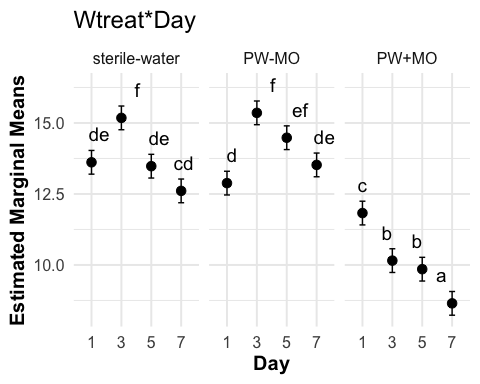 Wtreat*Day
sterile-water PW-MO PW+MO
Estimated Marginal Means
15.0
12.5
10.0
de f de cd
d f ef de
c b b a
1 3 5 7 1 3 5 7 1 3 5 7
Day